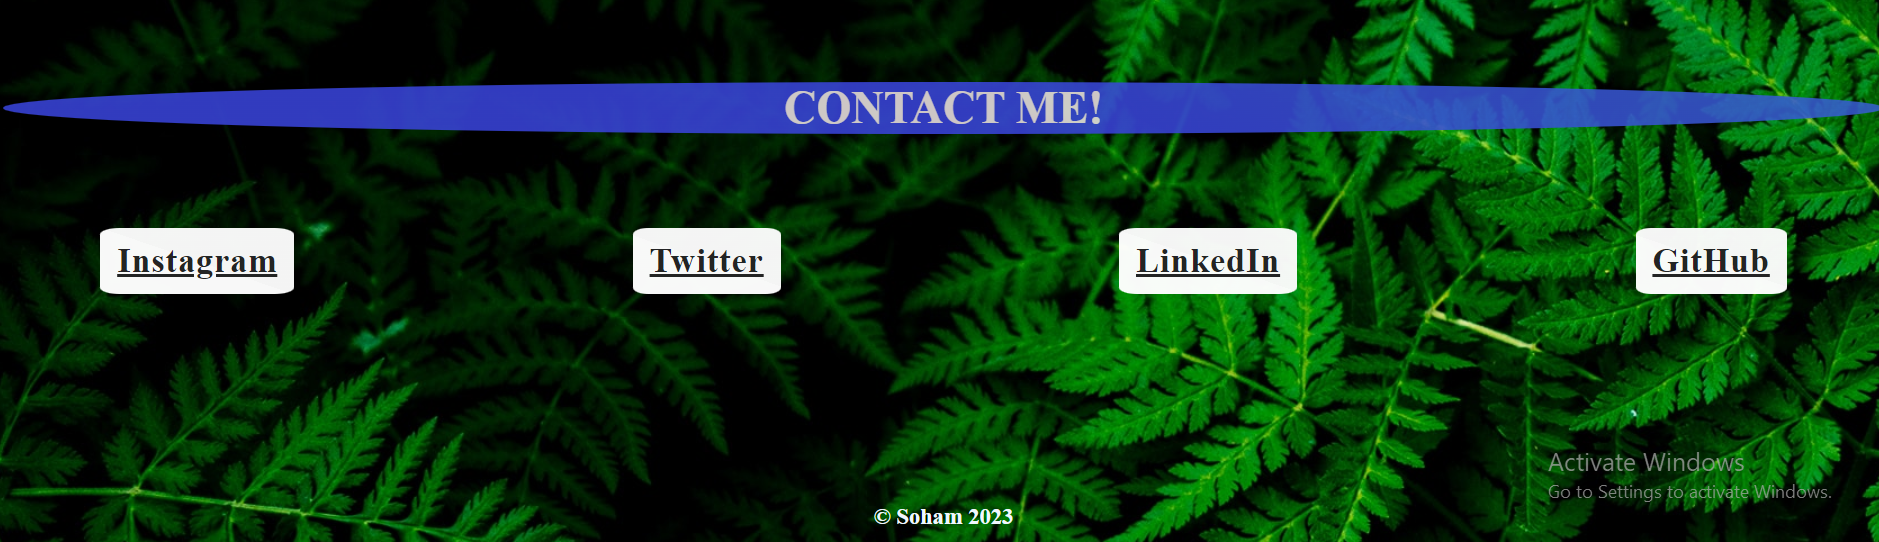 CONTACT ME!
Instagram
Twitter
LinkedIn
GitHub
Activate Windows
Go to Settings to activate Windows.
© Soham 2023